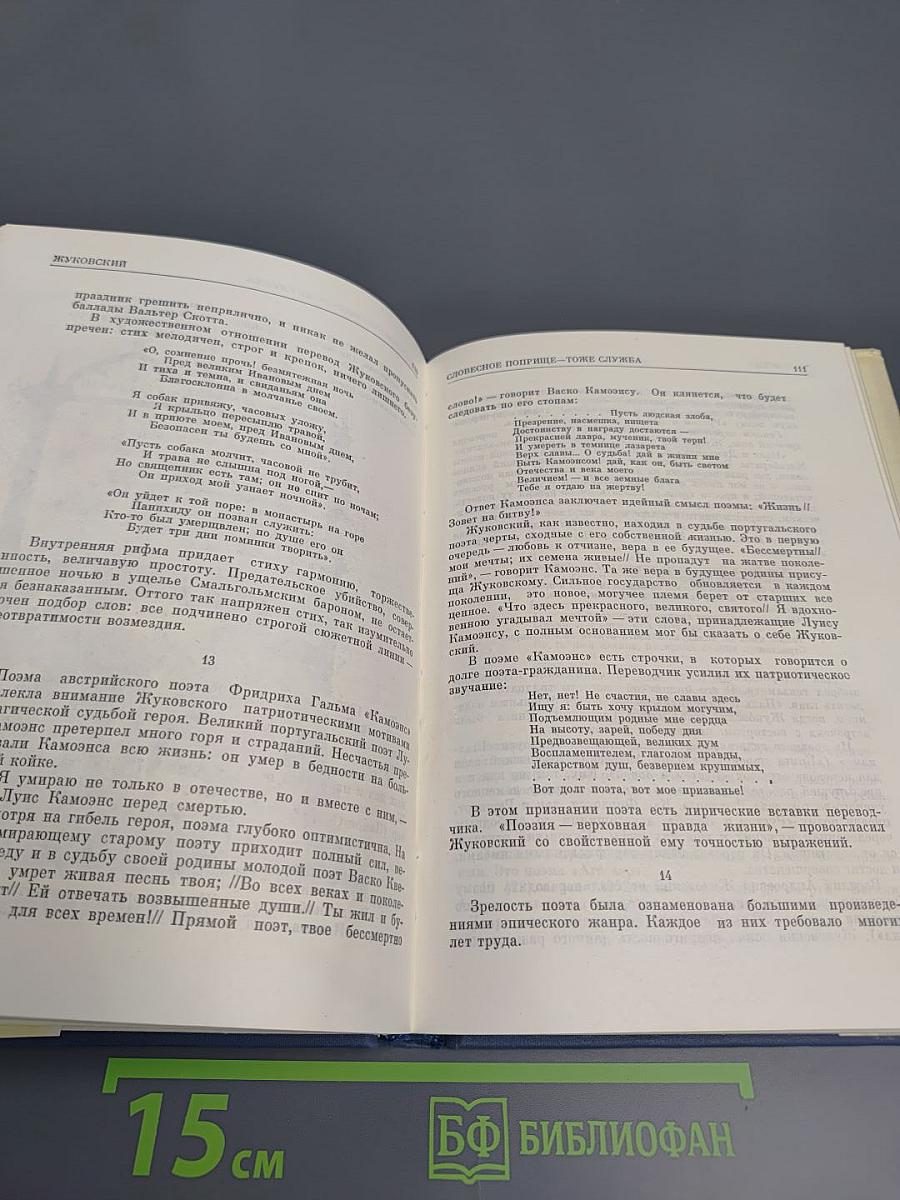 ЖУКОВСКИЙ
праздник грешить неприлично, и никак не желал пропустить
баллады Вальтер Скотта.
В художественном отношении перевод Жуковского безу-
пречен: стих мелодичен, строг и крепок, ничего лишнего.
«О, сомнение прочь! безмятежная ночь
Пред великим Ивановым днем
И тиха и темна, и свиданьям она
Благосклонна в молчанье своем.
Я собак привяжу, часовых уложу,
Я крыльцо пересыплю травой,
И в приюте моем, пред Ивановым днем,
Безопасен ты будешь со мной».
«Пусть собака молчит, часовой не трубит,
И трава не слышна под ногой,—
Но священник есть там; он не спит по ночам;
Он приход мой узнает ночной».
«Он уйдет к той поре: в монастырь на горе
Панихиду он позван служить:
Кто-то был умерщвлен; по душе его он
Будет три дни поминки творить».
Внутренняя рифма придает стиху гармонию, торжестве-
нность, величавую простоту. Предательское убийство, совер-
шенное ночью в ущелье Смальгольмским бароном, не остает-
я безнаказанным. Оттого так напряжен стих, так изумительно
очен подбор слов: все подчинено строгой сюжетной линии —
еотвратимости возмездия.
13
Поэма австрийского поэта Фридриха Гальма «Камоэнс»
лекла внимание Жуковского патриотическими мотивами
агической судьбой героя. Великий португальский поэт Лу-
амоэнс претерпел много горя и страданий. Несчастья пре-
вали Камоэнса всю жизнь: он умер в бедности на боль-
й койке.
Я умираю не только в отечестве, но и вместе с ним,—
Луис Камоэнс перед смертью.
мотря на гибель героя, поэма глубоко оптимистична. На
мирающему старому поэту приходит полный сил, ве-
еду и в судьбу своей родины молодой поэт Васко Кве-
умрет живая песнь твоя; //Во всех веках и поколе-
т// Ей отвечать возвышенные души.// Ты жил и бу-
для всех времен!// Прямой поэт, твое бессмертно
СЛОВЕСНОЕ ПОПРИЩЕ—ТОЖЕ СЛУЖБА
111
слово!» — говорит Васко Камоэнсу. Он клянется, что будет
следовать по его стопам:
. . . . . . . . Пусть людская злоба,
Презрение, насмешка, нищета
Достоинству в награду достаются —
Прекрасней лавра, мученик, твой терн!
И умереть в темнице лазарета
Верх славы... О судьба! дай в жизни мне
Быть Камоэнсом! дай, как он, быть светом
Отечества и века моего
Величием! — и все земные блага
Тебе я отдаю на жертву!
Ответ Камоэнса заключает идейный смысл поэмы: «Жизнь//
Зовет на битву!»
Жуковский, как известно, находил в судьбе португальского
поэта черты, сходные с его собственной жизнью. Это в первую
очередь — любовь к отчизне, вера в ее будущее. «Бессмертны//
мои мечты; их семена живые// Не пропадут на жатве поколе-
ний», — говорит Камоэнс. Та же вера в будущее родины прису-
ща Жуковскому. Сильное государство обновляется в каждом
поколении, это новое, могучее племя берет от старших все
ценное. «Что здесь прекрасного, великого, святого// Я вдохно-
венною угадывал мечтой» — эти слова, принадлежащие Луису
Камоэнсу, с полным основанием мог бы сказать о себе Жуков-
ский.
В поэме «Камоэнс» есть строчки, в которых говорится о
долге поэта-гражданина. Переводчик усилил их патриотическое
звучание:
Нет, нет! Не счастия, не славы здесь
Ищу я: быть хочу крылом могучим,
Подъемлющим родные мне сердца
На высоту, зарей, победу дня
Предвозвещающей, великих дум
Воспламенителем, глаголом правды,
Лекарством душ, безверием крушимых,
. . . . . . . . . . . . . . . . . . . .
Вот долг поэта, вот мое призванье!
В этом признании поэта есть лирические вставки перевод-
чика. «Поэзия — верховная правда жизни», — провозгласил
Жуковский со свойственной ему точностью выражений.
14
Зрелость поэта была ознаменована большими произведе-
ниями эпического жанра. Каждое из них требовало многих
лет труда.
15 см
БФ БИБЛИОФАН